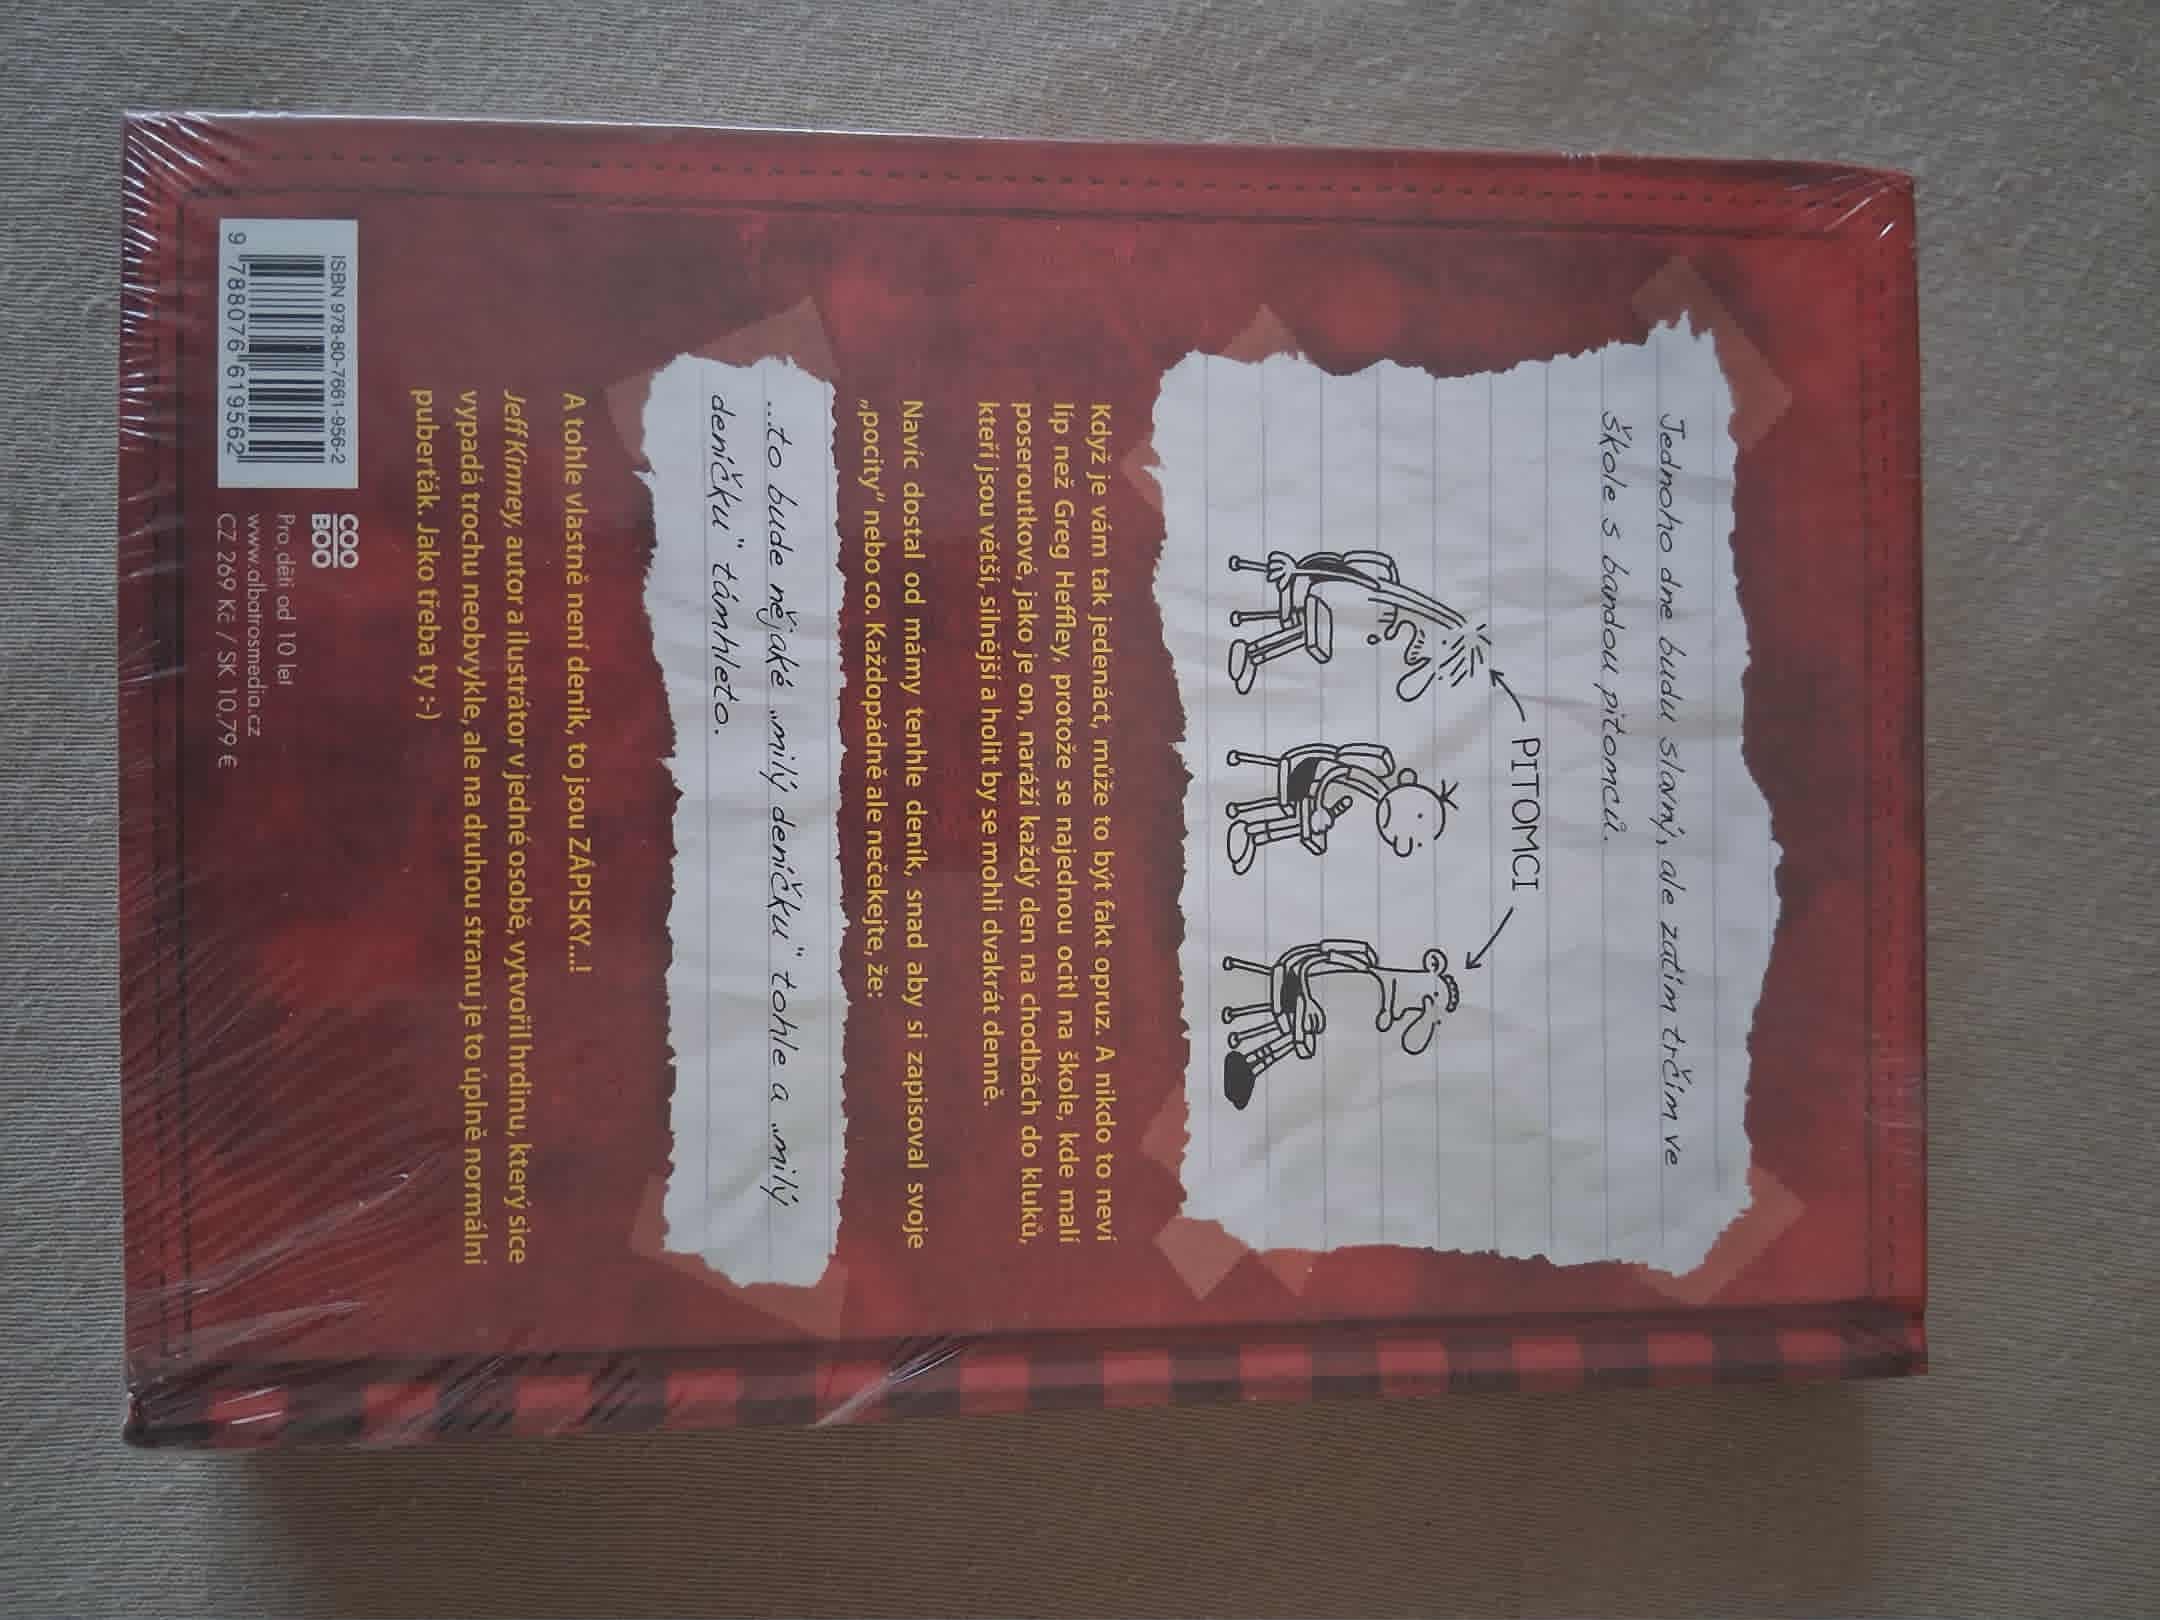 Jednoho dne budu slavný, ale zatím trčím ve
škole s bandou pitomců.
PITOMCI
Když je vám tak jedenáct, může to být fakt opruz. A nikdo to neví
líp než Greg Heffley, protože se najednou ocitl na škole, kde malí
poseroutkové, jako je on, naráží každý den na chodbách do kluků,
kteří jsou větší, silnější a holit by se mohli dvakrát denně.
Navíc dostal od mámy tenhle deník, snad aby si zapisoval svoje
„pocity“ nebo co. Každopádně ale nečekejte, že:
...to bude nějaké „milý deníčku“ tohle a „milý
deníčku“ támhleto.
A tohle vlastně není deník, to jsou ZÁPISKY...!
Jeff Kinney, autor a ilustrátor v jedné osobě, vytvořil hrdinu, který sice
vypadá trochu neobvykle, ale na druhou stranu je to úplně normální
puberťák. Jako třeba ty :-)
ISBN 978-80-7661-956-2
9 788076 619562
COO
BOO
Pro děti od 10 let
www.albatrosmedia.cz
CZ 269 Kč / SK 10,79 €